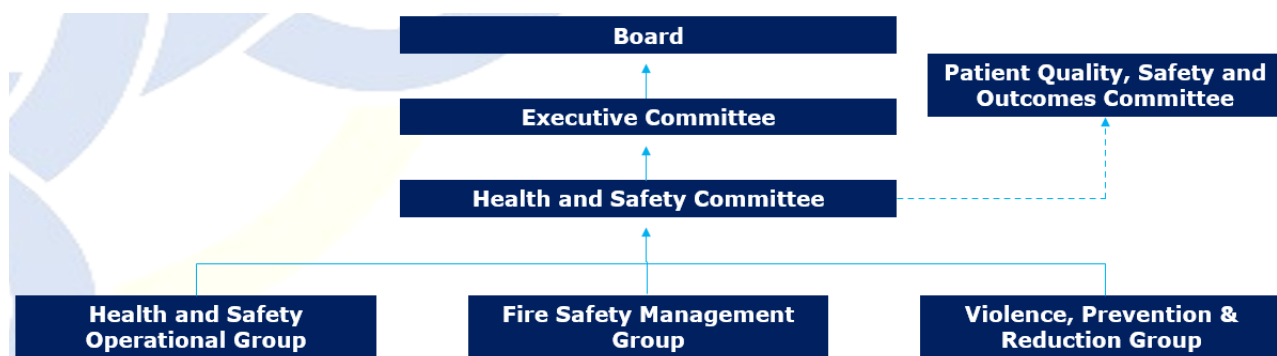 Board
Patient Quality, Safety and
Outcomes Committee
Executive Committee
Health and Safety Committee
Health and Safety
Operational Group
Fire Safety Management
Group
Violence, Prevention &
Reduction Group